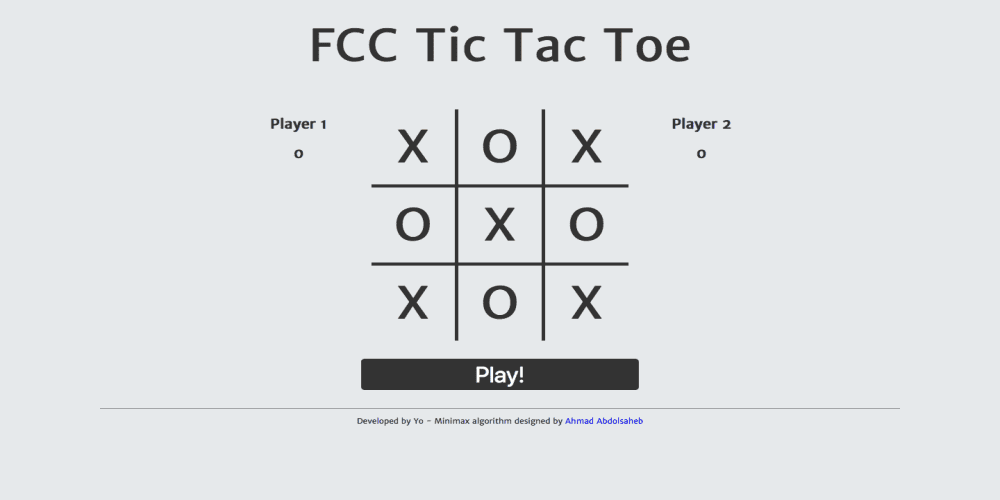 FCC Tic Tac Toe
Player 1
0
X O X
O X O
X O X
Player 2
0
Play!
Developed by Yo - Minimax algorithm designed by Ahmad Abdolsaheb